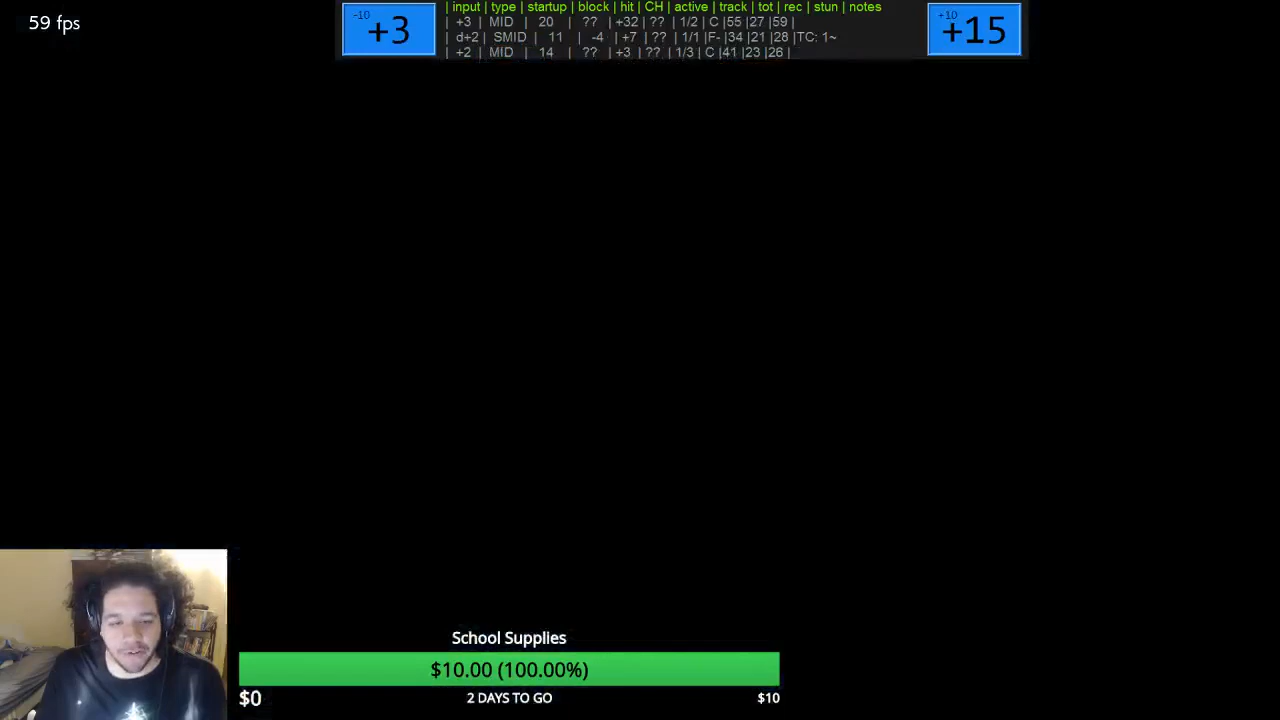 59 fps
-10
+3
| input | type | startup | block | hit | CH | active | track | tot | rec | stun | notes
| +3 | MID | 20 | ?? | +32 | ?? | 1/2 | C |55 |27 |59 |
| d+2 | SMID | 11 | -4 | +7 | ?? | 1/1 |F- |34 |21 |28 |TC: 1~
| +2 | MID | 14 | ?? | +3 | ?? | 1/3 | C |41 |23 |26 |
+10
+15
School Supplies
$10.00 (100.00%)
$0
2 DAYS TO GO
$10